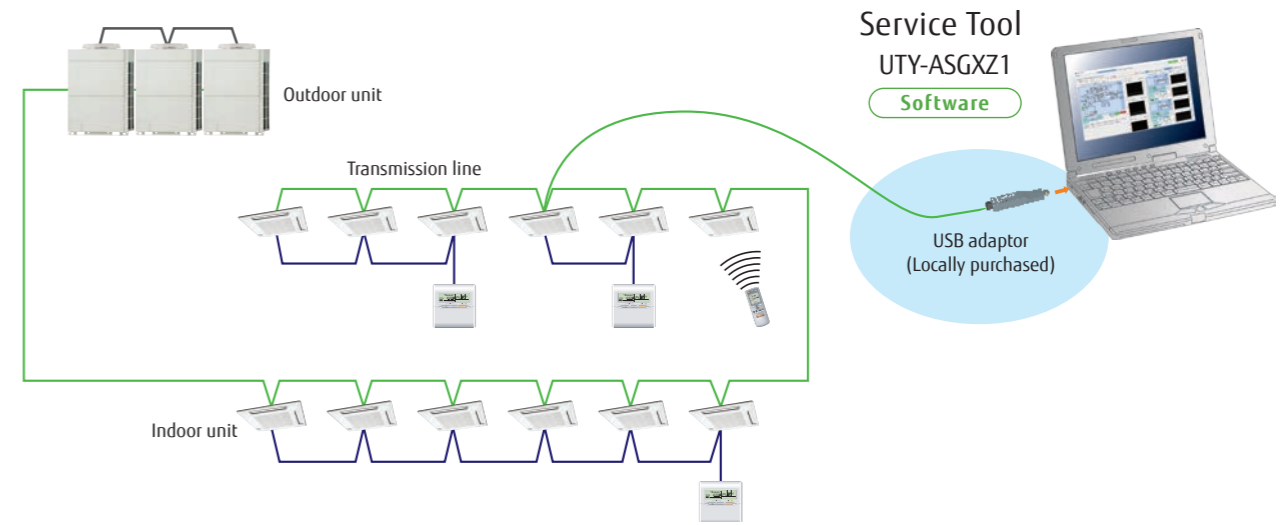 Service Tool
UTY-ASGXZ1
Software
Outdoor unit
Transmission line
USB adaptor
(Locally purchased)
Indoor unit